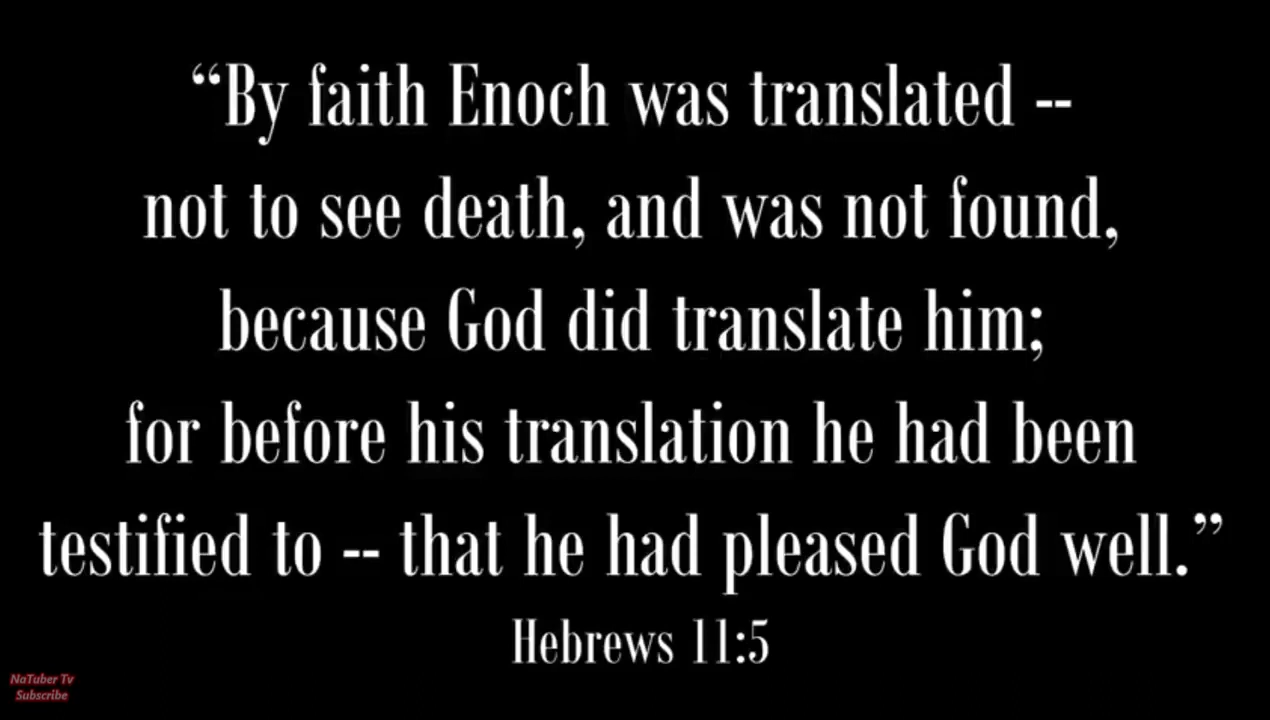 “By faith Enoch was translated --
not to see death, and was not found,
because God did translate him;
for before his translation he had been
testified to -- that he had pleased God well.”
Hebrews 11:5
NaTuber Tv
Subscribe